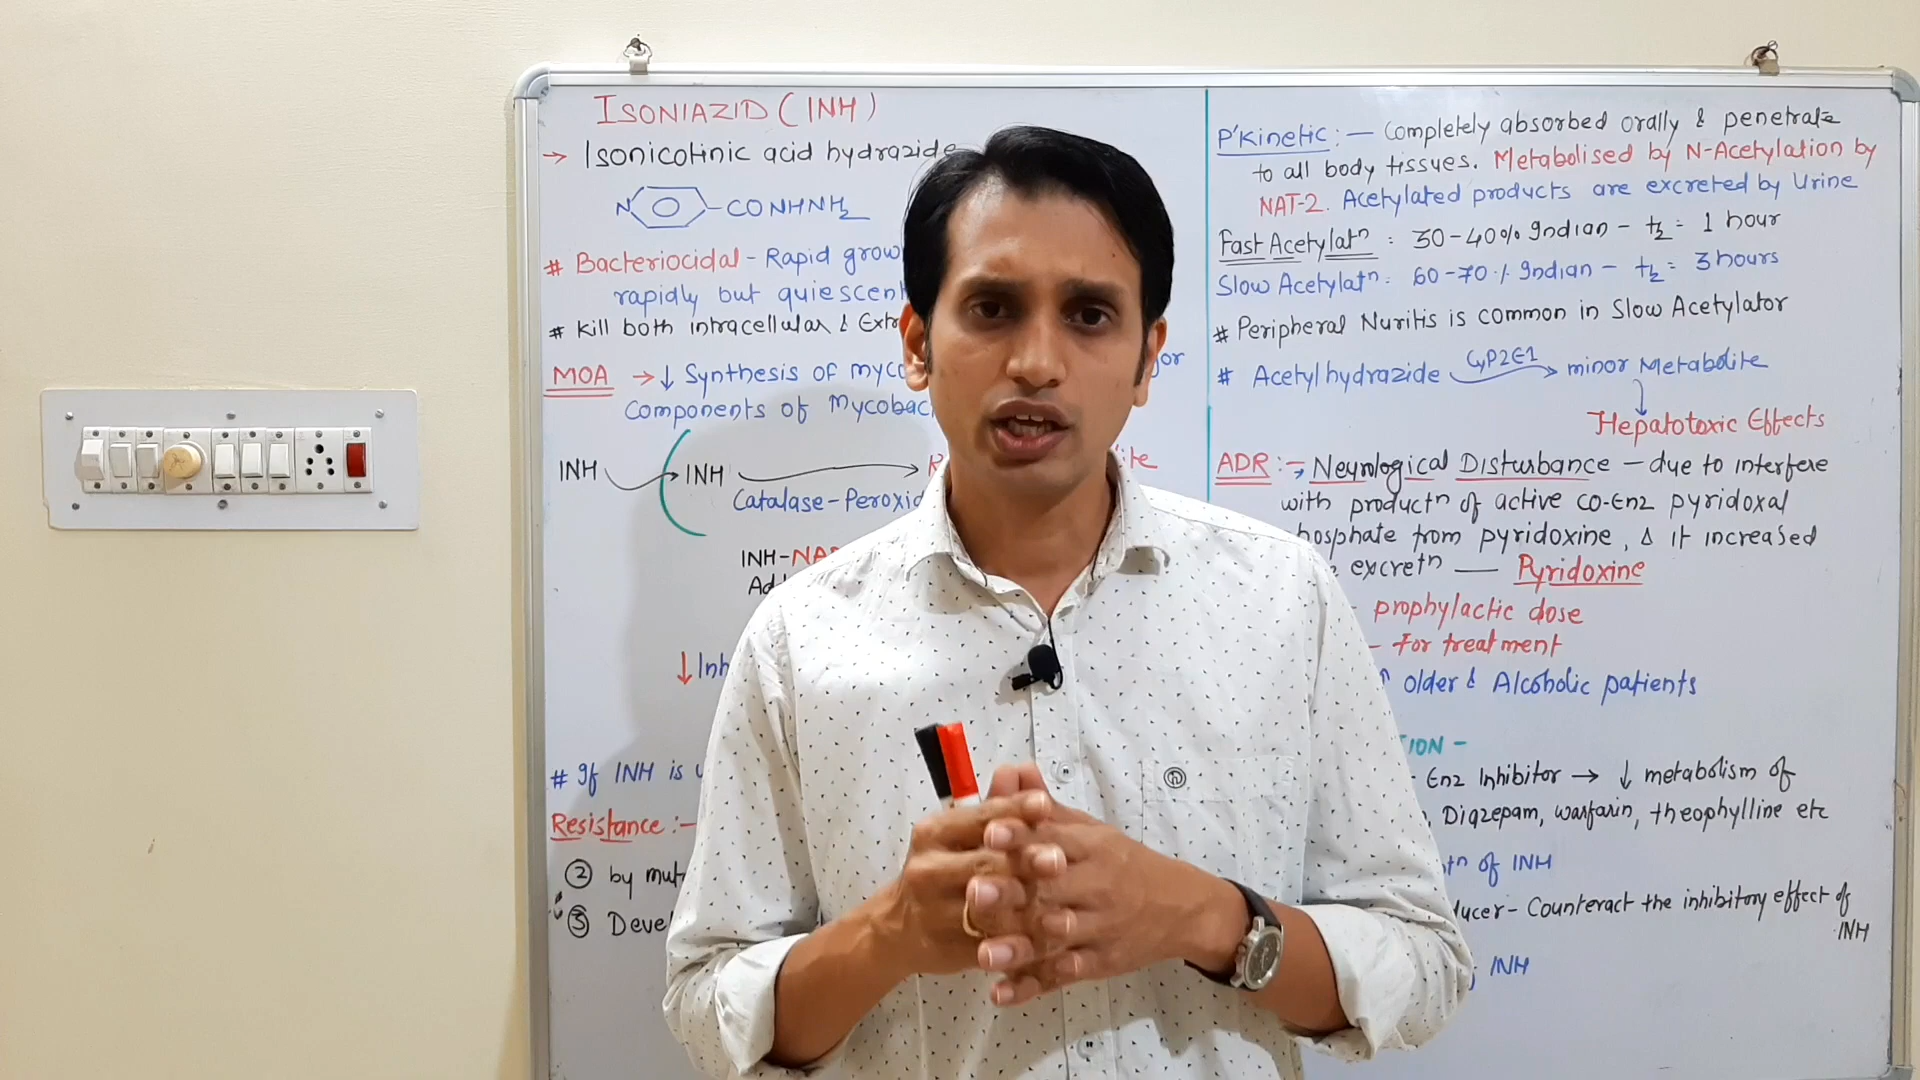 ISONIAZID (INH)
→ Isonicotinic acid hydrazide
N CONHNH2
# Bacteriocidal - Rapid grow
rapidly but quiescent
# Kill both intracellular & Extr
MOA → ↓ Synthesis of myco
jor
Components of Mycobac
INH → INH
Catalase-Peroxid
INH-NAD
Ad
↓ Inh
# If INH is u
Resistance :-
② by mut
③ Deve
P'Kinetic :— Completely absorbed orally & penetrate
to all body tissues. Metabolised by N-Acetylation by
NAT-2. Acetylated products are excreted by Urine
Fast Acetylatn : 30-40% Indian - t½ = 1 hour
Slow Acetylatn : 60-70% Indian - t½ = 3 hours
# Peripheral Nuritis is common in Slow Acetylator
# Acetylhydrazide CYP2E1 → minor Metabolite
↓
Hepatotoxic Effects
ADR :- → Neurological Disturbance - due to interfere
with productn of active CO-Enz pyridoxal
hosphate from pyridoxine, & it increased
excretn — Pyridoxine
prophylactic dose
- For treatment
↑ older & Alcoholic patients
TION -
Enz Inhibitor → ↓ metabolism of
Diazepam, warfarin, theophylline etc
tn of INH
ducer - Counteract the inhibitory effect of
INH
INH